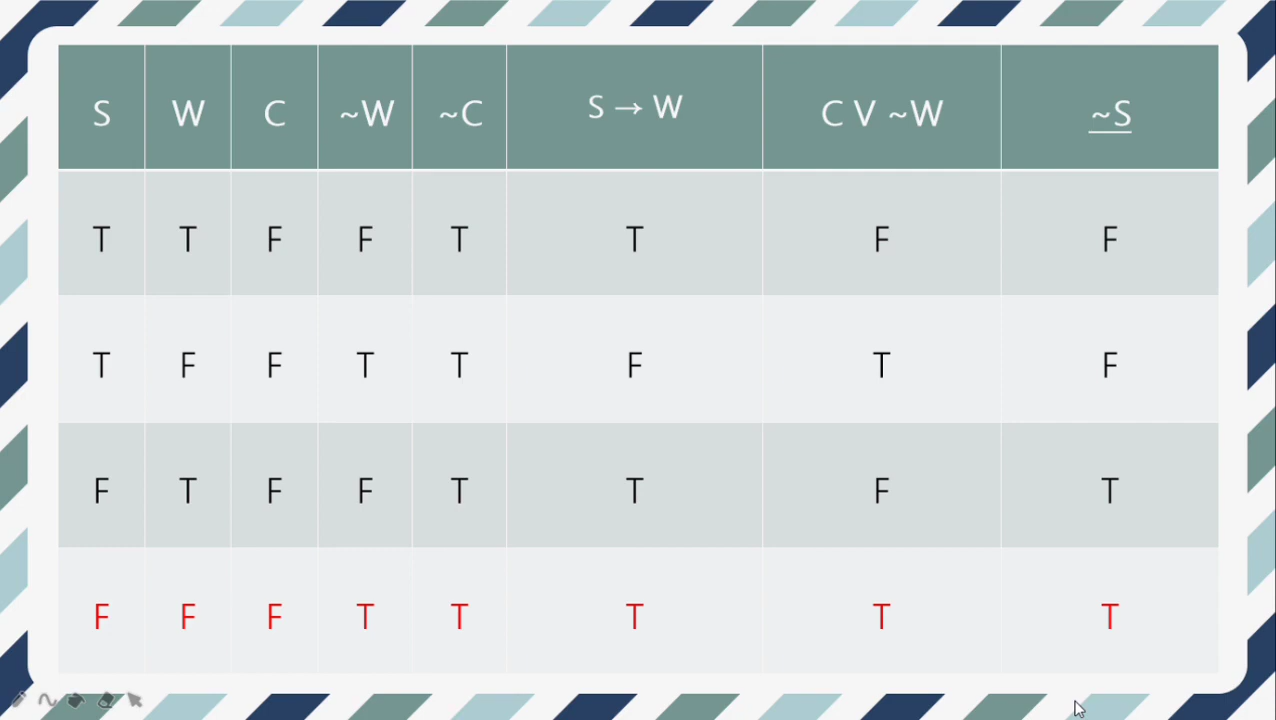 S W C ~W ~C S → W C V ~W ~S
T T F F T T F F
T F F T T F T F
F T F F T T F T
F F F T T T T T